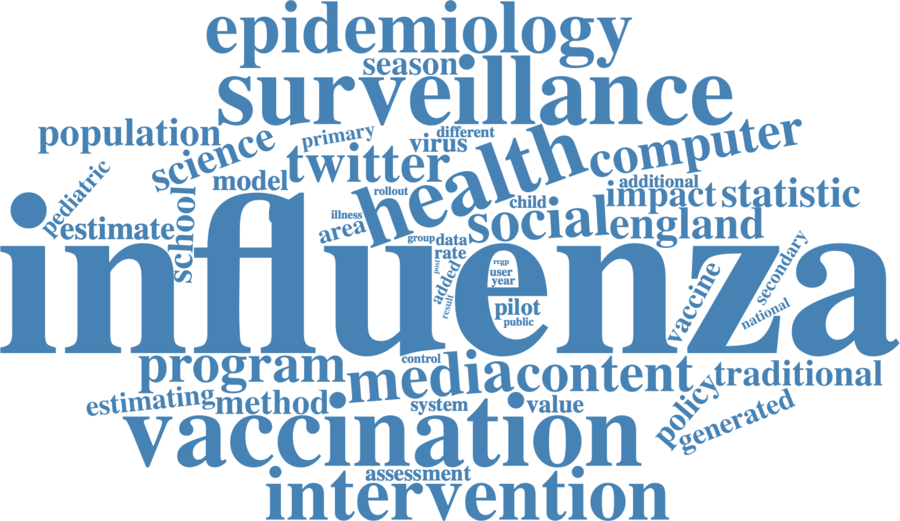 epidemiology
season
surveillance
population
science
primary
different
virus
twitter
health
computer
pediatric
model
rollout
additional
impact
statistic
estimate
school
illness
area
child
social
england
group
data
rate
influenza
post
added
result
rcgp
user
year
pilot
public
vaccine
secondary
national
program
control
media
content
traditional
estimating
method
system
value
policy
generated
vaccination
assessment
intervention